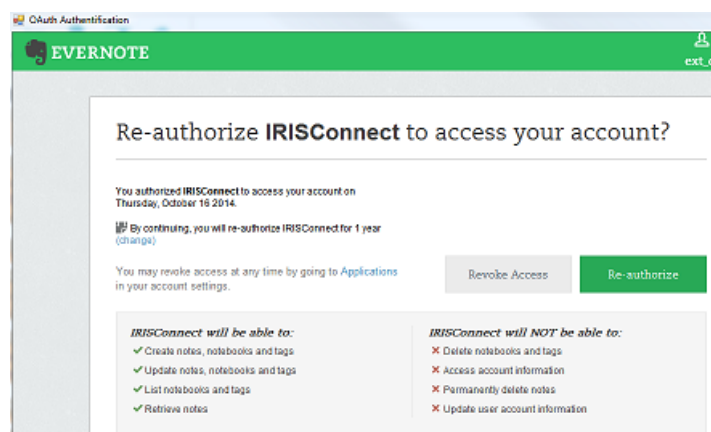 OAuth Authentification
EVERNOTE
ext_
Re-authorize IRISConnect to access your account?
You authorized IRISConnect to access your account on
Thursday, October 16 2014.
By continuing, you will re-authorize IRISConnect for 1 year
(change)
You may revoke access at any time by going to Applications
in your account settings.
Revoke Access
Re-authorize
IRISConnect will be able to:
Create notes, notebooks and tags
Update notes, notebooks and tags
List notebooks and tags
Retrieve notes
IRISConnect will NOT be able to:
Delete notebooks and tags
Access account information
Permanently delete notes
Update user account information